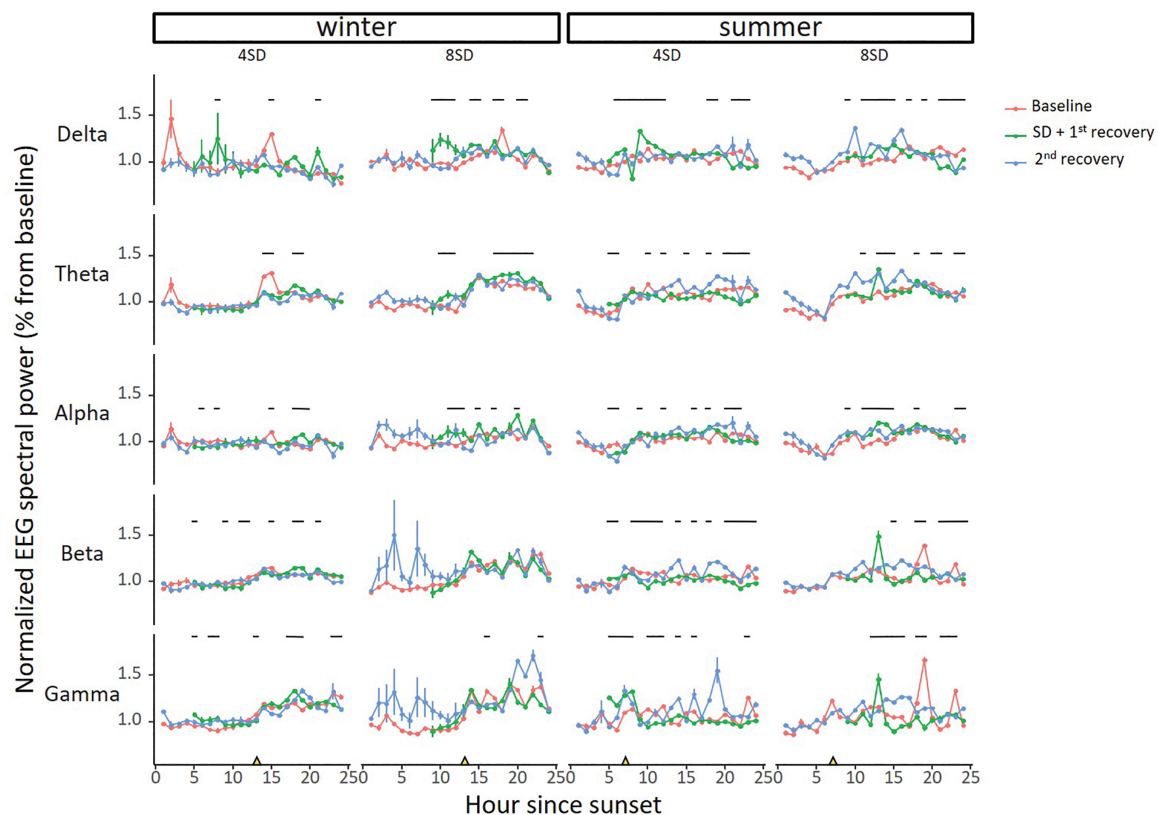 winter summer
4SD 8SD 4SD 8SD
Normalized EEG spectral power (% from baseline)
Delta 1.5 1.0
Theta 1.5 1.0
Alpha 1.5 1.0
Beta 1.5 1.0
Gamma 1.5 1.0
0 5 10 15 20 25 0 5 10 15 20 25 0 5 10 15 20 25 0 5 10 15 20 25
Hour since sunset
Baseline
SD + 1st recovery
2nd recovery